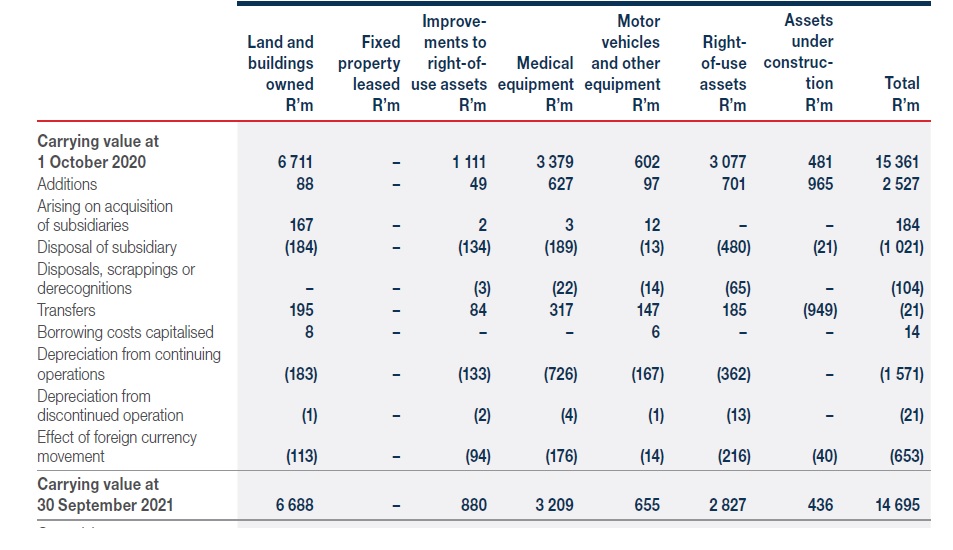 Land and buildings owned R’m | Fixed property leased R’m | Improve-ments to right-of-use assets R’m | Medical equipment R’m | Motor vehicles and other equipment R’m | Right-of-use assets R’m | Assets under construc-tion R’m | Total R’m
Carrying value at
1 October 2020 6 711 – 1 111 3 379 602 3 077 481 15 361
Additions 88 – 49 627 97 701 965 2 527
Arising on acquisition
of subsidiaries 167 – 2 3 12 – – 184
Disposal of subsidiary (184) – (134) (189) (13) (480) (21) (1 021)
Disposals, scrappings or
derecognitions – – (3) (22) (14) (65) – (104)
Transfers 195 – 84 317 147 185 (949) (21)
Borrowing costs capitalised 8 – – – 6 – – 14
Depreciation from continuing
operations (183) – (133) (726) (167) (362) – (1 571)
Depreciation from
discontinued operation (1) – (2) (4) (1) (13) – (21)
Effect of foreign currency
movement (113) – (94) (176) (14) (216) (40) (653)
Carrying value at
30 September 2021 6 688 – 880 3 209 655 2 827 436 14 695